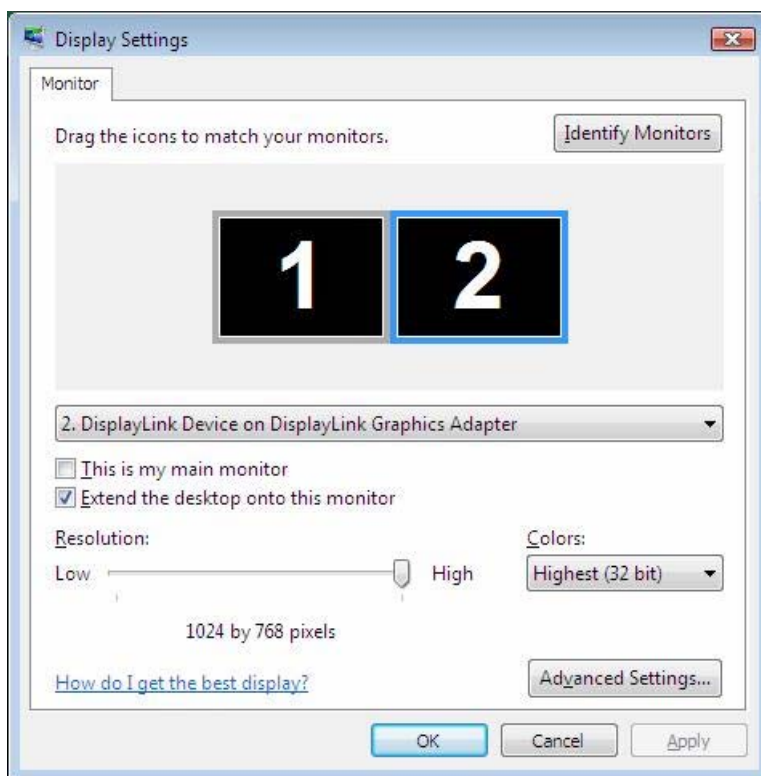 Display Settings
Monitor
Drag the icons to match your monitors.
Identify Monitors
1 2
2. DisplayLink Device on DisplayLink Graphics Adapter
This is my main monitor
Extend the desktop onto this monitor
Resolution:
Colors:
Low High
Highest (32 bit)
1024 by 768 pixels
How do I get the best display?
Advanced Settings...
OK Cancel Apply